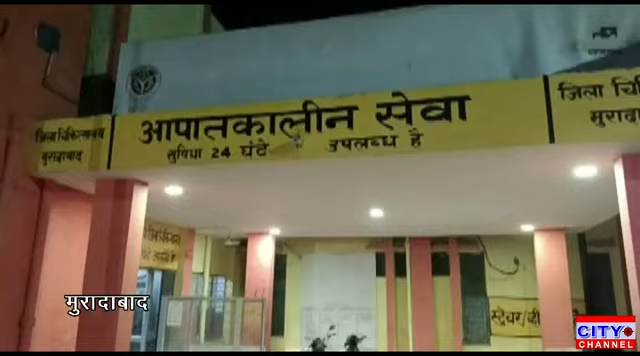 आपातकालीन सेवा
सुविधा 24 घंटे उपलब्ध है
जिला चिकित्सालय
मुरादाबाद
जिला चि
मुरादा
स्ट्रेचर/व्ही
मुरादाबाद
CITY
CHANNEL